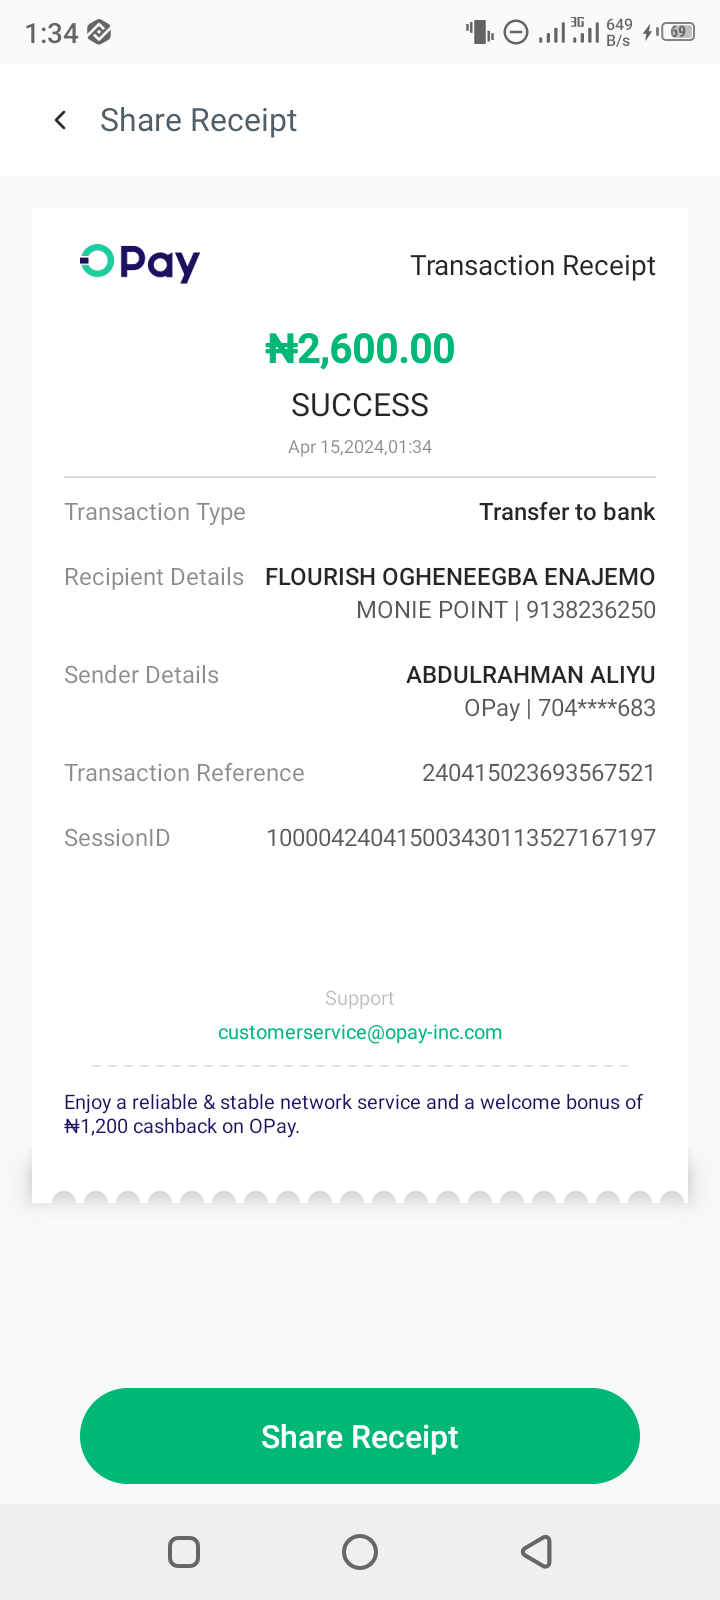 1:34
3G
649
B/s
69
Share Receipt
OPay
Transaction Receipt
₦2,600.00
SUCCESS
Apr 15,2024,01:34
Transaction Type Transfer to bank
Recipient Details FLOURISH OGHENEEGBA ENAJEMO
MONIE POINT | 9138236250
Sender Details ABDULRAHMAN ALIYU
OPay | 704****683
Transaction Reference 240415023693567521
SessionID 100004240415003430113527167197
Support
customerservice@opay-inc.com
Enjoy a reliable & stable network service and a welcome bonus of
₦1,200 cashback on OPay.
Share Receipt